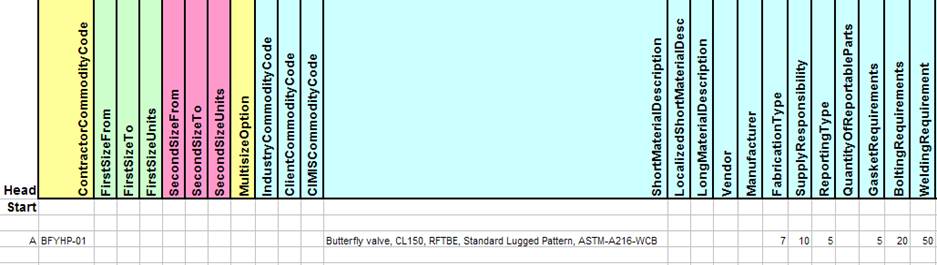 Head ContractorCommodityCode FirstSizeFrom FirstSizeTo FirstSizeUnits SecondSizeFrom SecondSizeTo SecondSizeUnits MultisizeOption IndustryCommodityCode ClientCommodityCode CIMISCommodityCode ShortMaterialDescription LocalizedShortMaterialDesc LongMaterialDescription Vendor Manufacturer FabricationType SupplyResponsibility ReportingType QuantityOfReportableParts GasketRequirements BoltingRequirement WeldingRequirement
Start
A BFYHP-01 Butterfly valve, CL150, RFTBE, Standard Lugged Pattern, ASTM-A216-WCB 7 10 5 5 20 50